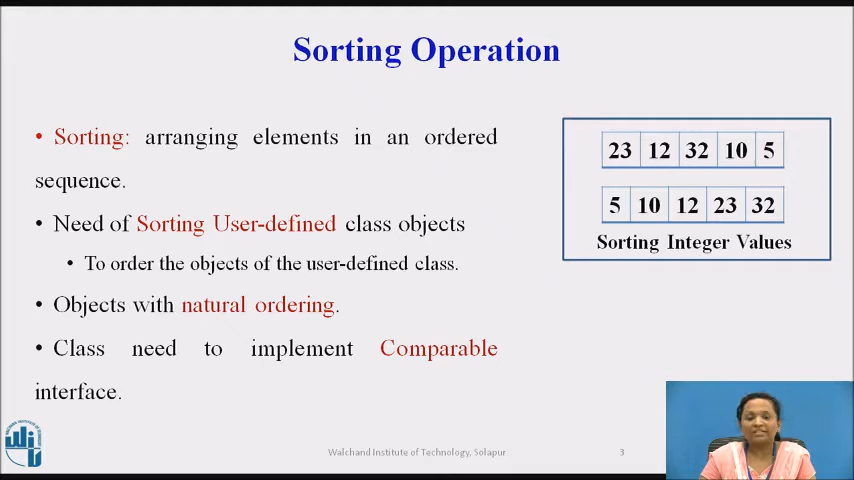 Sorting Operation
• Sorting: arranging elements in an ordered
sequence.
• Need of Sorting User-defined class objects
• To order the objects of the user-defined class.
• Objects with natural ordering.
• Class need to implement Comparable
interface.
23 12 32 10 5
5 10 12 23 32
Sorting Integer Values
Walchand Institute of Technology, Solapur
3